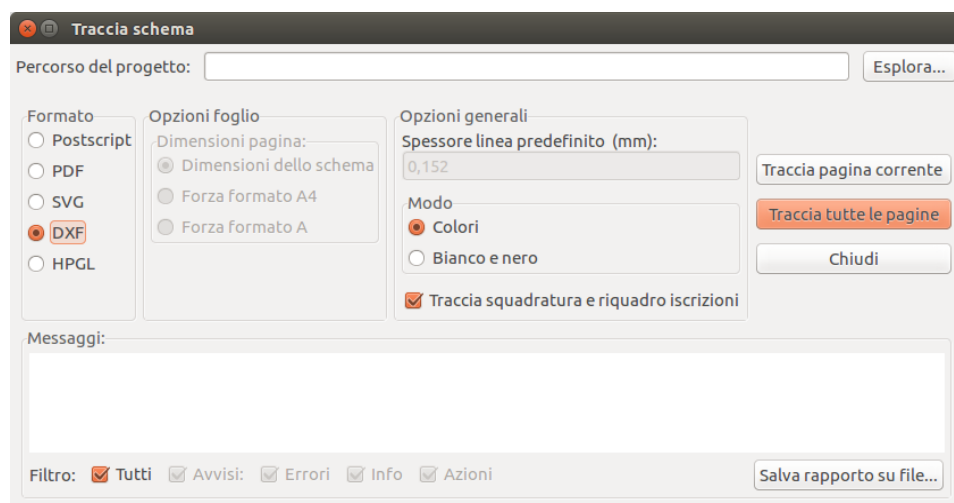 Traccia schema
Percorso del progetto: Esplora...
Formato
Postscript
PDF
SVG
DXF
HPGL
Opzioni foglio
Dimensioni pagina:
Dimensioni dello schema
Forza formato A4
Forza formato A
Opzioni generali
Spessore linea predefinito (mm):
0,152
Modo
Colori
Bianco e nero
Traccia squadratura e riquadro iscrizioni
Traccia pagina corrente
Traccia tutte le pagine
Chiudi
Messaggi:
Filtro: Tutti Avvisi: Errori Info Azioni Salva rapporto su file...